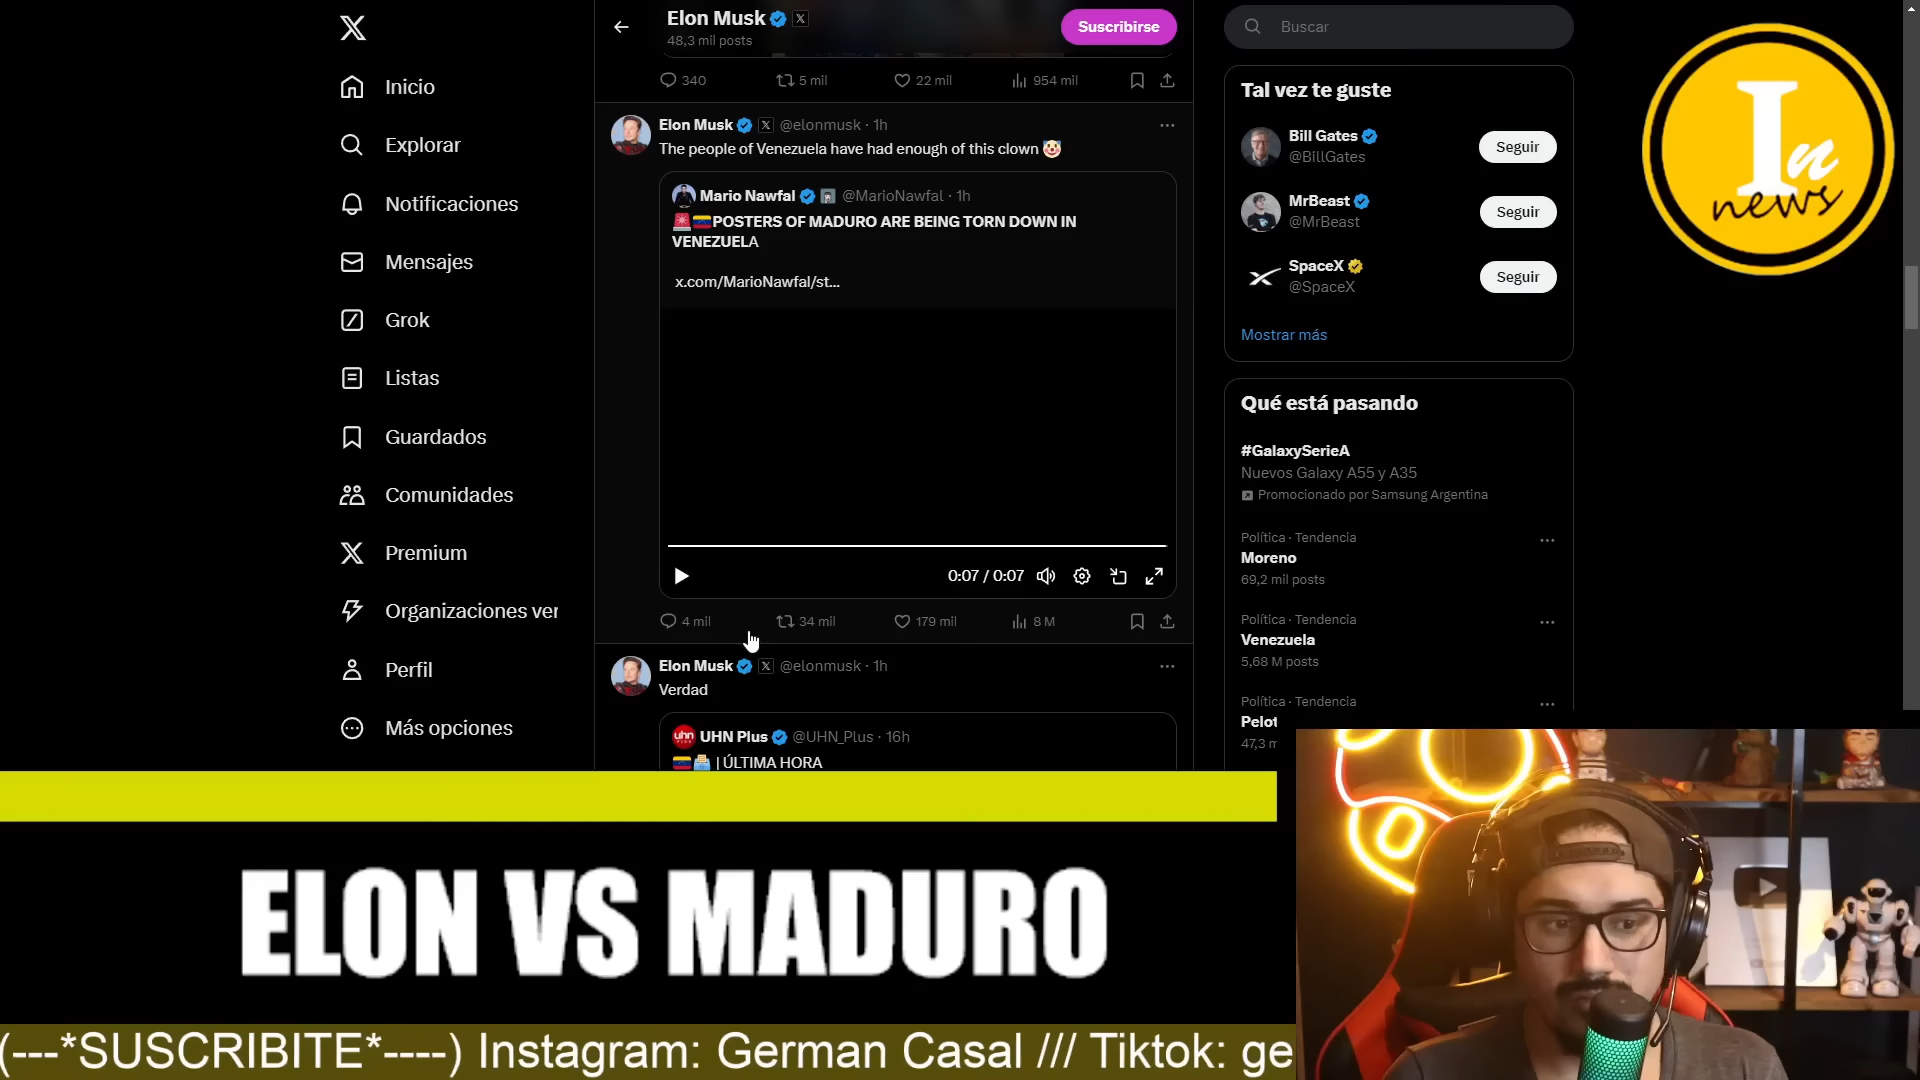 Inicio
Explorar
Notificaciones
Mensajes
Grok
Listas
Guardados
Comunidades
Premium
Organizaciones ver
Perfil
Más opciones
Elon Musk
48,3 mil posts
Suscribirse
340 5 mil 22 mil 954 mil
Elon Musk @elonmusk · 1h
The people of Venezuela have had enough of this clown 🤡
Mario Nawfal @MarioNawfal · 1h
🚨🇻🇪POSTERS OF MADURO ARE BEING TORN DOWN IN
VENEZUELA
x.com/MarioNawfal/st...
0:07 / 0:07
4 mil 34 mil 179 mil 8 M
Elon Musk @elonmusk · 1h
Verdad
uhn UHN Plus @UHN_Plus · 16h
🇻🇪🗳️ | ÚLTIMA HORA
Buscar
Tal vez te guste
Bill Gates
@BillGates
Seguir
MrBeast
@MrBeast
Seguir
SpaceX
@SpaceX
Seguir
Mostrar más
Qué está pasando
#GalaxySerieA
Nuevos Galaxy A55 y A35
Promocionado por Samsung Argentina
Política · Tendencia
Moreno
69,2 mil posts
Política · Tendencia
Venezuela
5,68 M posts
Política · Tendencia
Pelot
47,3 m
In
news
ELON VS MADURO
(---*SUSCRIBITE*----) Instagram: German Casal /// Tiktok: ge